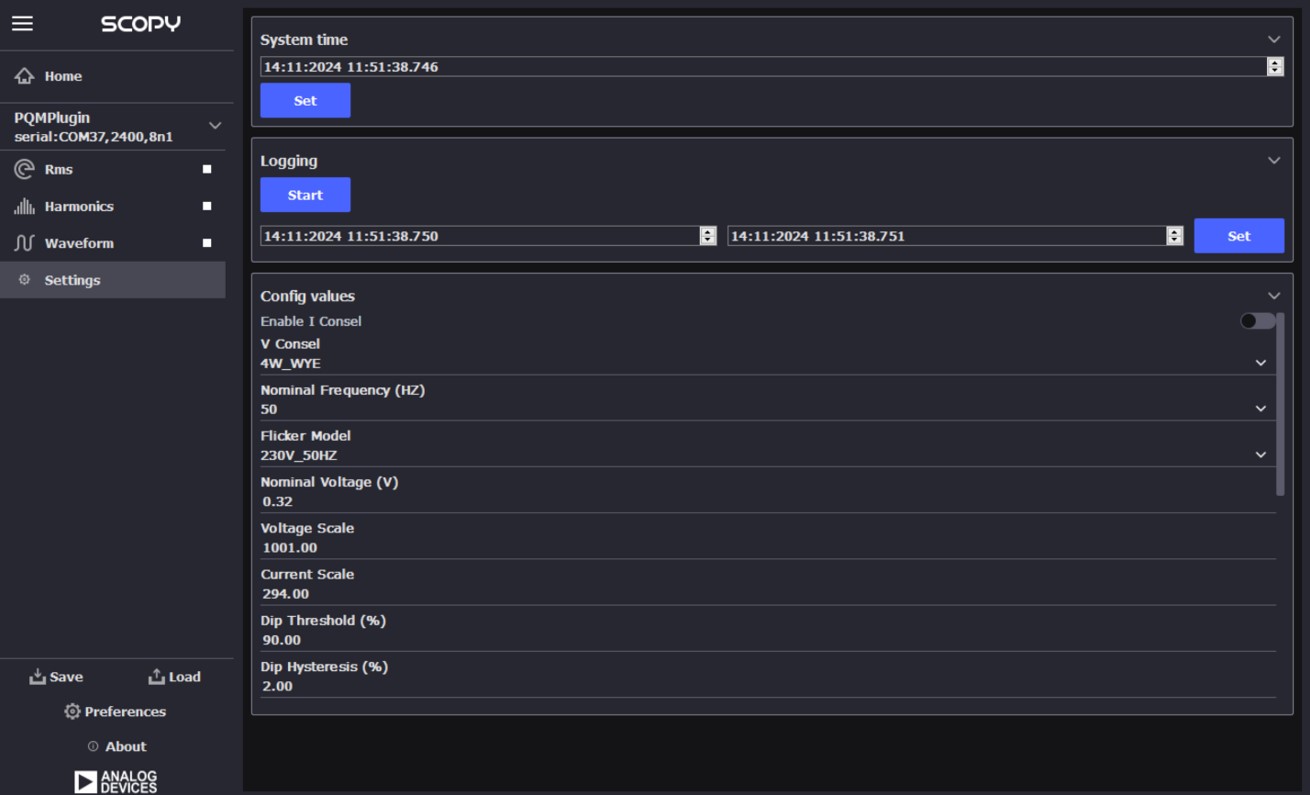 SCOPY
Home
PQMPlugin
serial:COM37,2400,8n1
Rms
Harmonics
Waveform
Settings
Save
Load
Preferences
About
ANALOG
DEVICES
System time
14:11:2024 11:51:38.746
Set
Logging
Start
14:11:2024 11:51:38.750
14:11:2024 11:51:38.751
Set
Config values
Enable I Consel
V Consel
4W_WYE
Nominal Frequency (HZ)
50
Flicker Model
230V_50HZ
Nominal Voltage (V)
0.32
Voltage Scale
1001.00
Current Scale
294.00
Dip Threshold (%)
90.00
Dip Hysteresis (%)
2.00